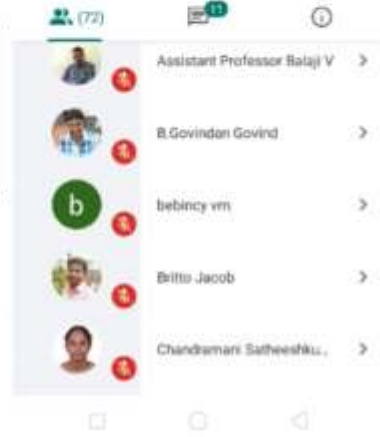 (72)
11
Assistant Professor Balaji V
B.Govindan Govind
b
bebincy vm
Britto Jacob
Chandramani Satheeshku..